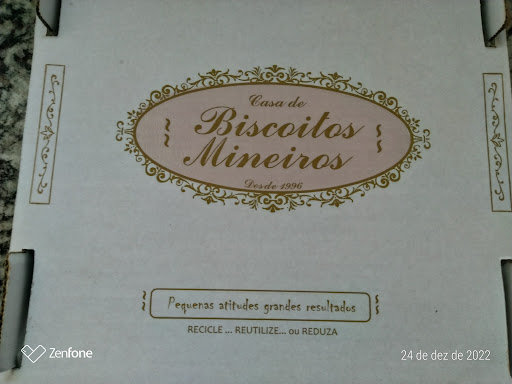 Casa de
Biscoitos
Mineiros
Desde 1996
Pequenas atitudes grandes resultados
RECICLE ... REUTILIZE... ou REDUZA
Zenfone
24 de dez de 2022